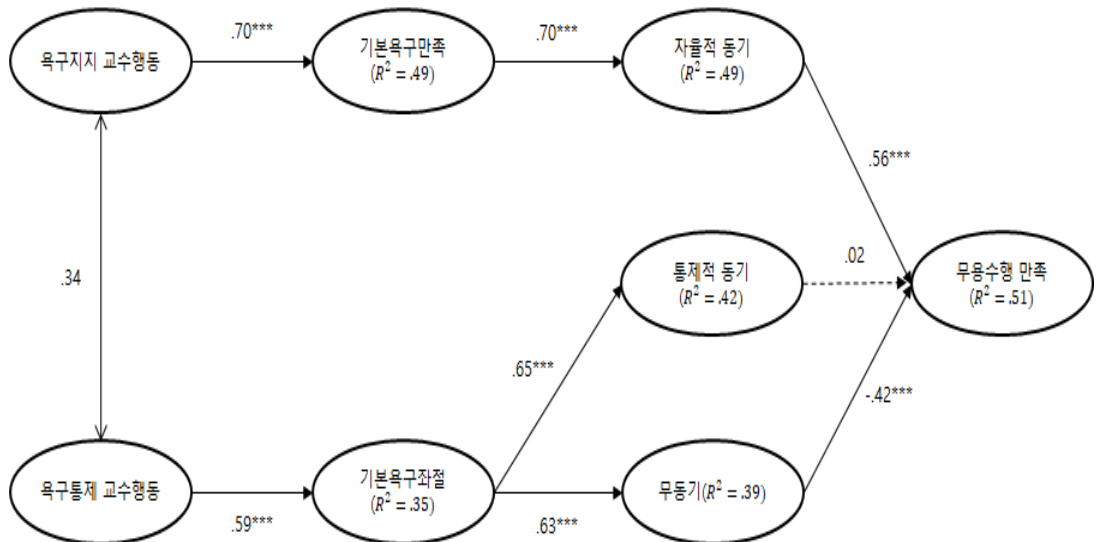 .70***
.70***
욕구지지 교수행동
기본욕구만족
(R² = .49)
자율적 동기
(R² = .49)
.56***
.34
통제적 동기
(R² = .42)
.02
무용수행 만족
(R² = .51)
.65***
-.42***
욕구통제 교수행동
기본욕구좌절
(R² = .35)
무동기(R² = .39)
.59***
.63***